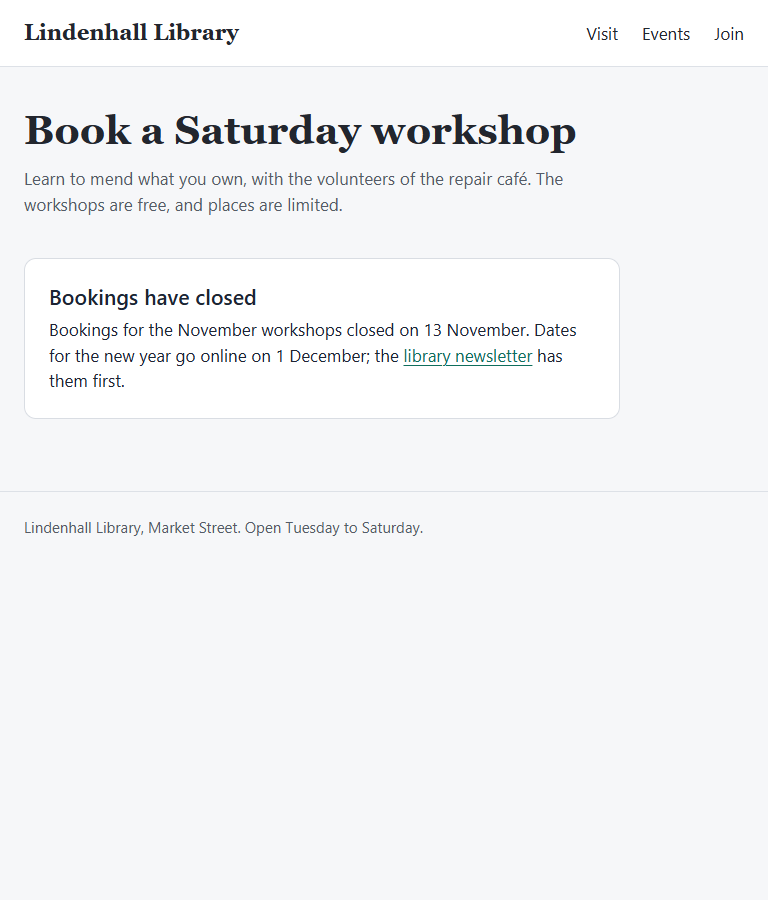 Lindenhall Library
Visit Events Join
Book a Saturday workshop
Learn to mend what you own, with the volunteers of the repair café. The
workshops are free, and places are limited.
Bookings have closed
Bookings for the November workshops closed on 13 November. Dates
for the new year go online on 1 December; the library newsletter has
them first.
Lindenhall Library, Market Street. Open Tuesday to Saturday.